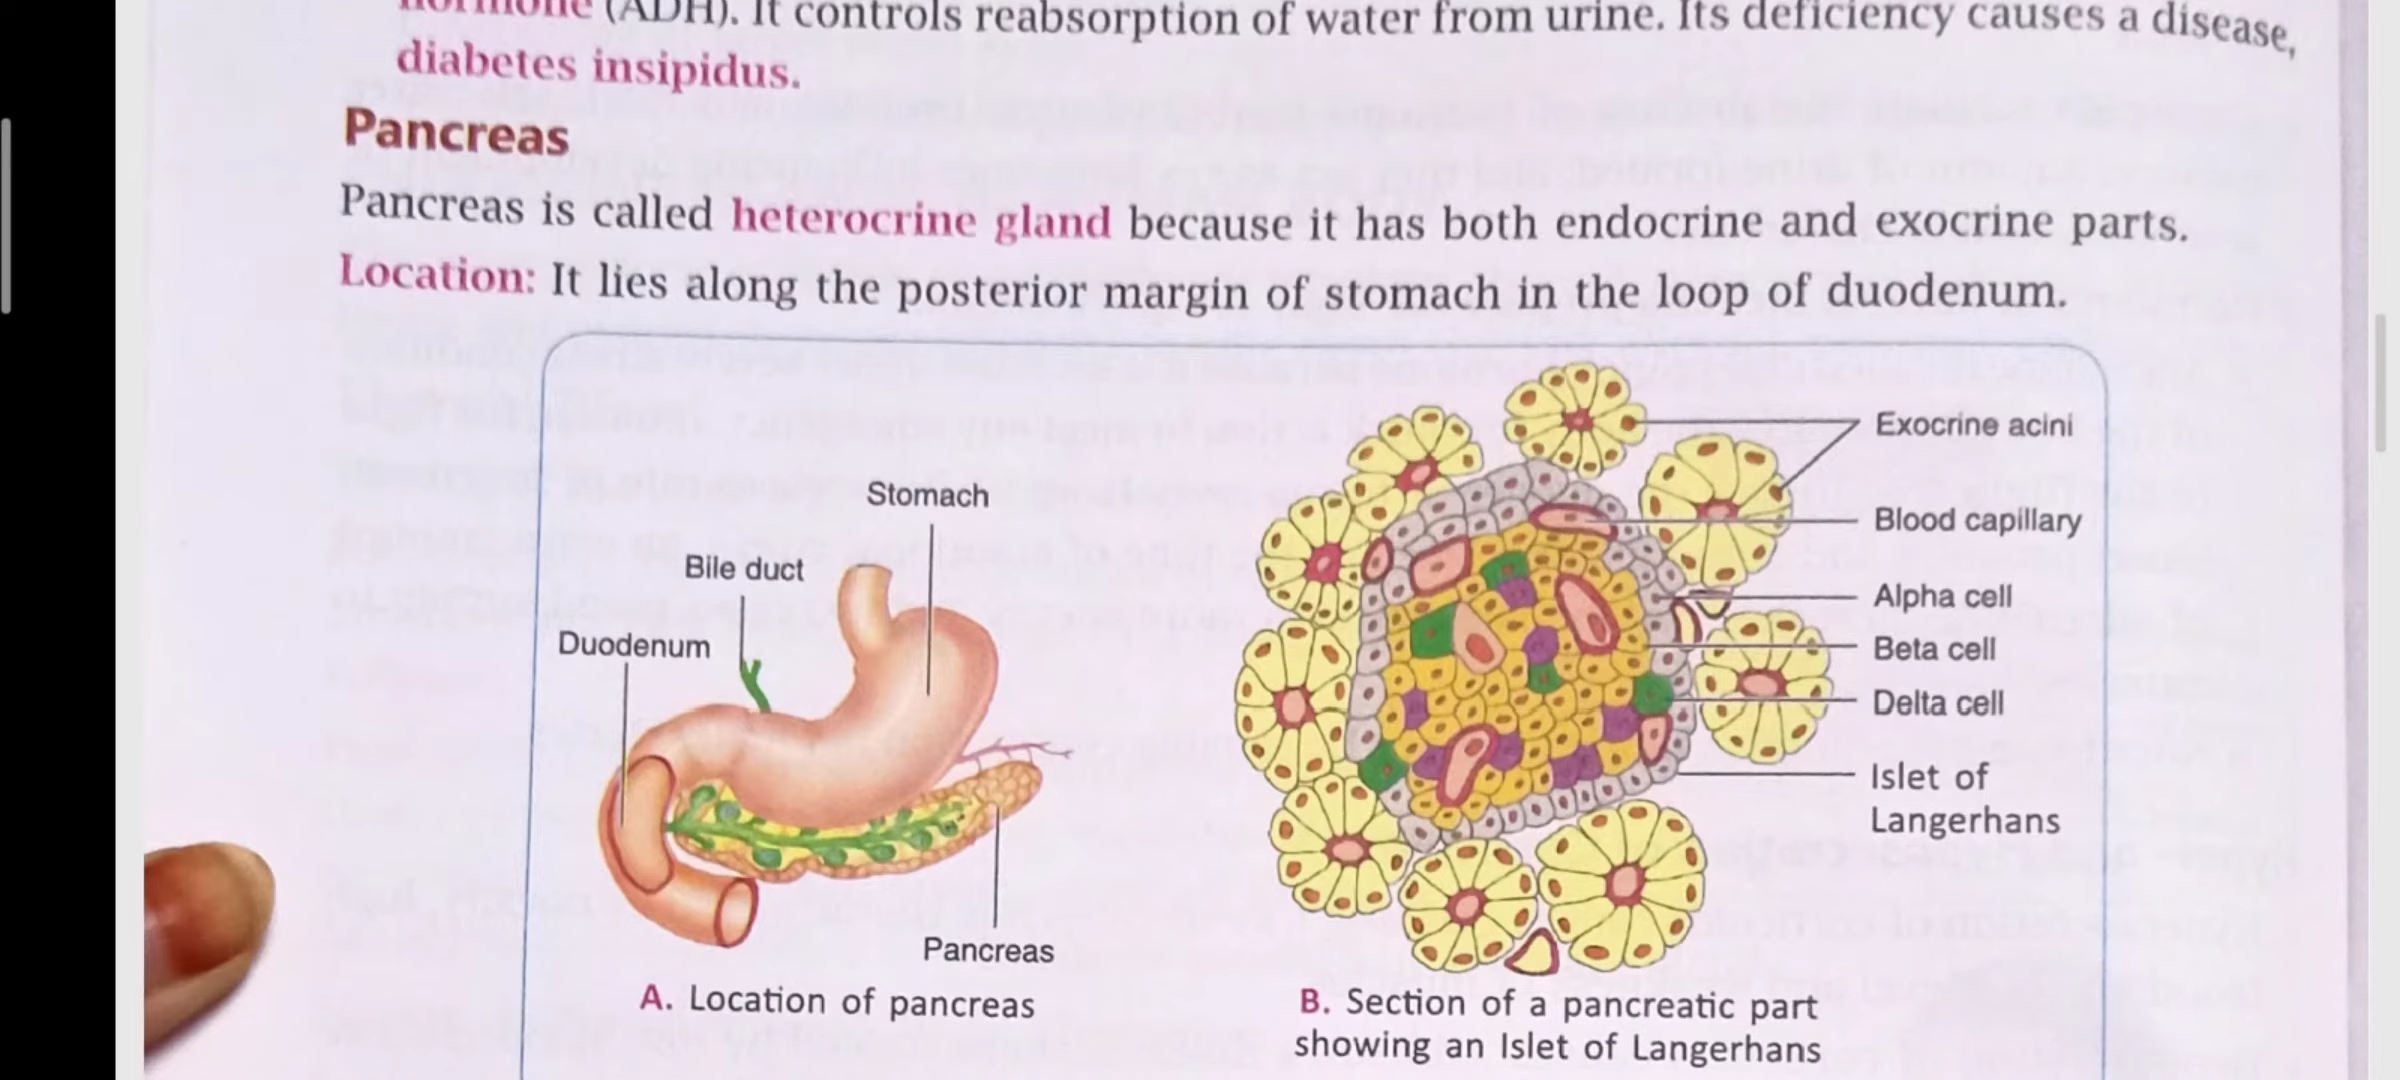 hormone (ADH). It controls reabsorption of water from urine. Its deficiency causes a disease,
diabetes insipidus.
Pancreas
Pancreas is called heterocrine gland because it has both endocrine and exocrine parts.
Location: It lies along the posterior margin of stomach in the loop of duodenum.
Stomach
Bile duct
Duodenum
Pancreas
A. Location of pancreas
Exocrine acini
Blood capillary
Alpha cell
Beta cell
Delta cell
Islet of
Langerhans
B. Section of a pancreatic part
showing an Islet of Langerhans